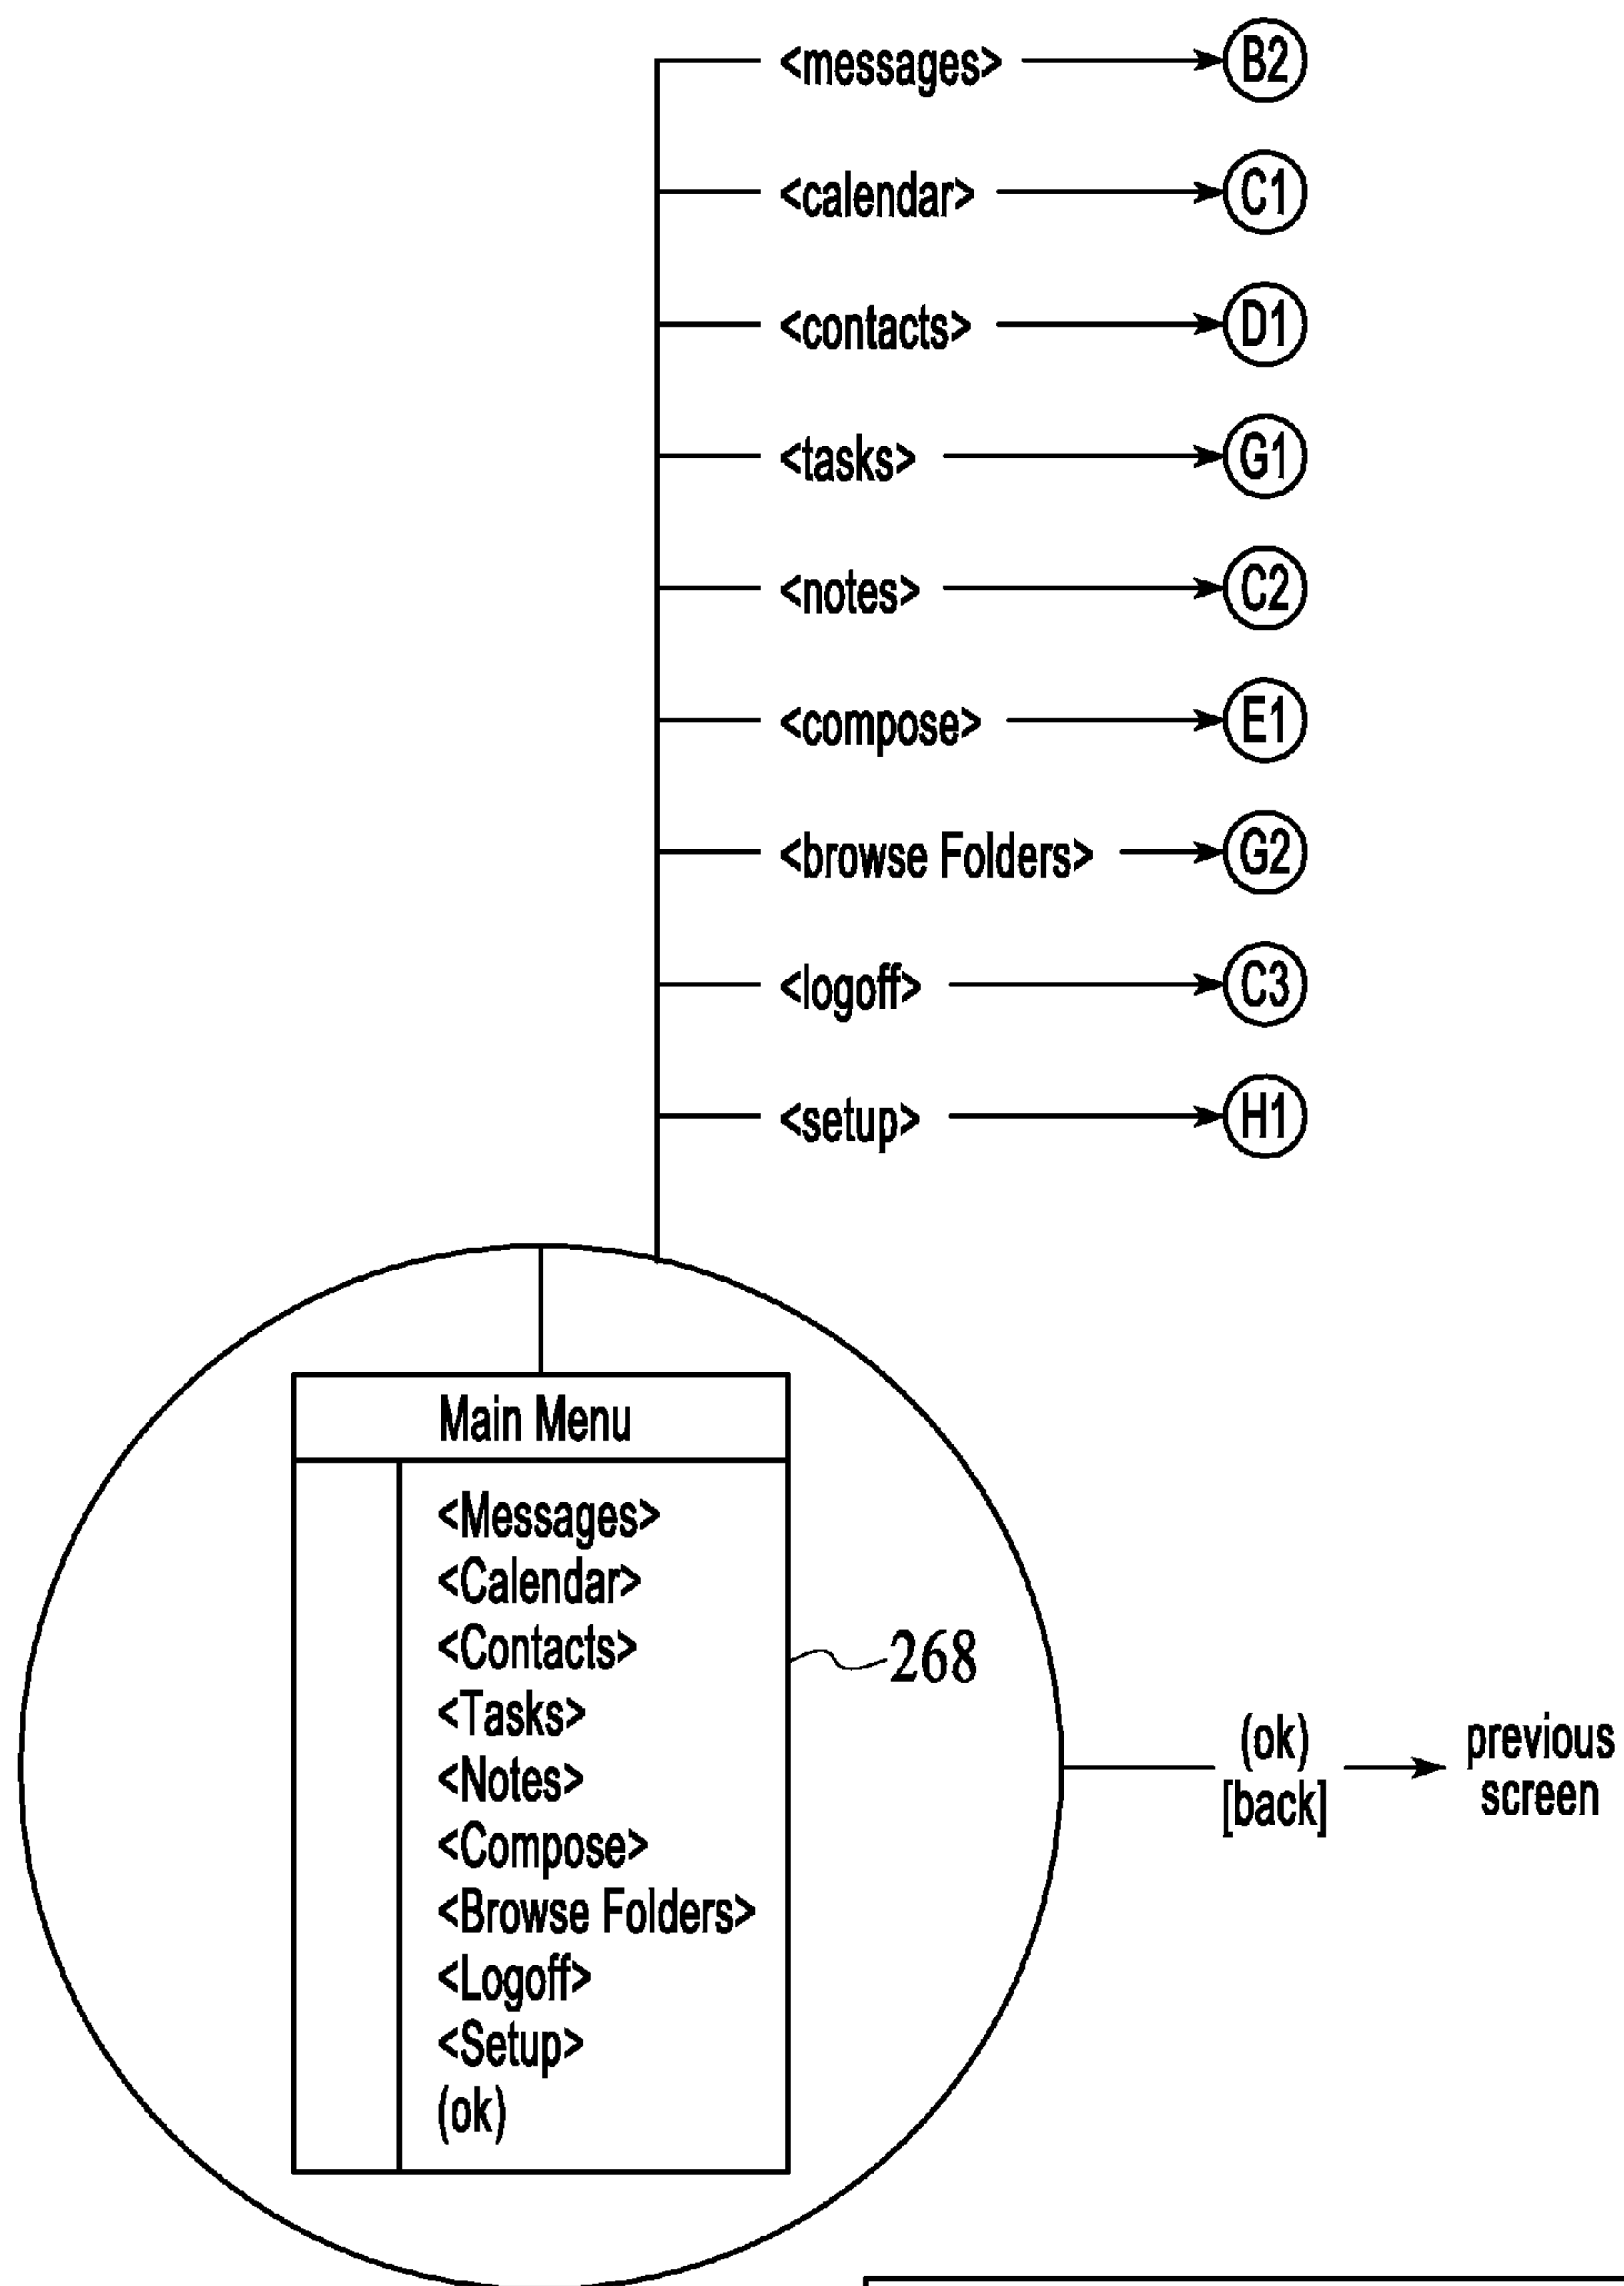 <messages> B2
<calendar> C1
<contacts> D1
<tasks> G1
<notes> C2
<compose> E1
<browse Folders> G2
<logoff> C3
<setup> H1
Main Menu
<Messages>
<Calendar>
<Contacts>
<Tasks>
<Notes>
<Compose>
<Browse Folders>
<Logoff>
<Setup>
(ok)
268
(ok)
[back]
previous
screen